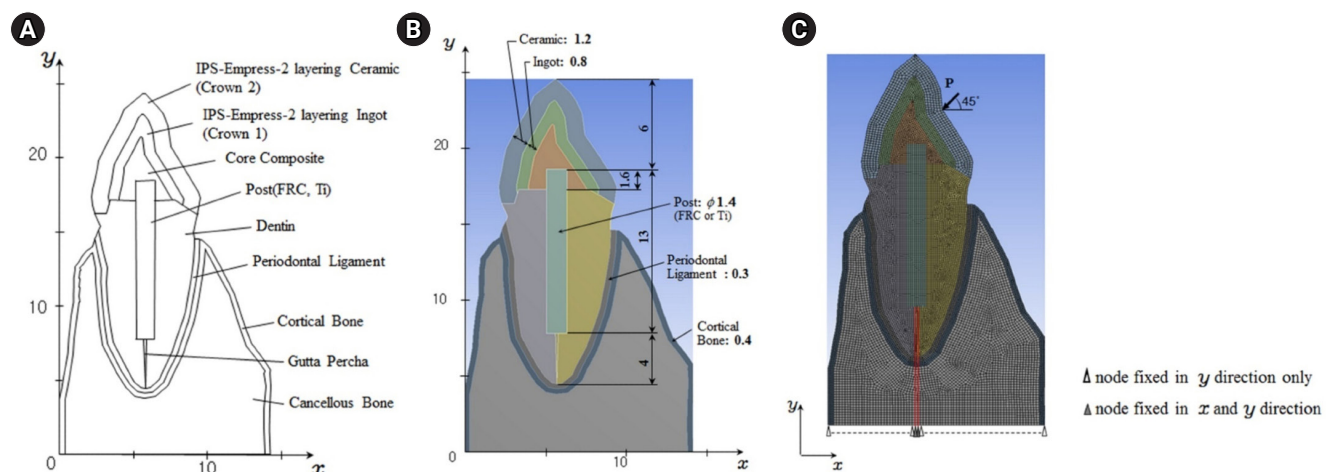 A
y
IPS-Empress-2 layering Ceramic
(Crown 2)
IPS-Empress-2 layering Ingot
(Crown 1)
20
Core Composite
Post(FRC, Ti)
Dentin
Periodontal Ligament
10
Cortical Bone
Gutta Percha
Cancellous Bone
0
10
x
B
y
Ceramic: 1.2
Ingot: 0.8
6
20
1.6
Post: ϕ1.4
(FRC or Ti)
13
Periodontal
Ligament : 0.3
10
Cortical
Bone: 0.4
4
0
10
x
C
P
45°
y
x
node fixed in y direction only
node fixed in x and y direction